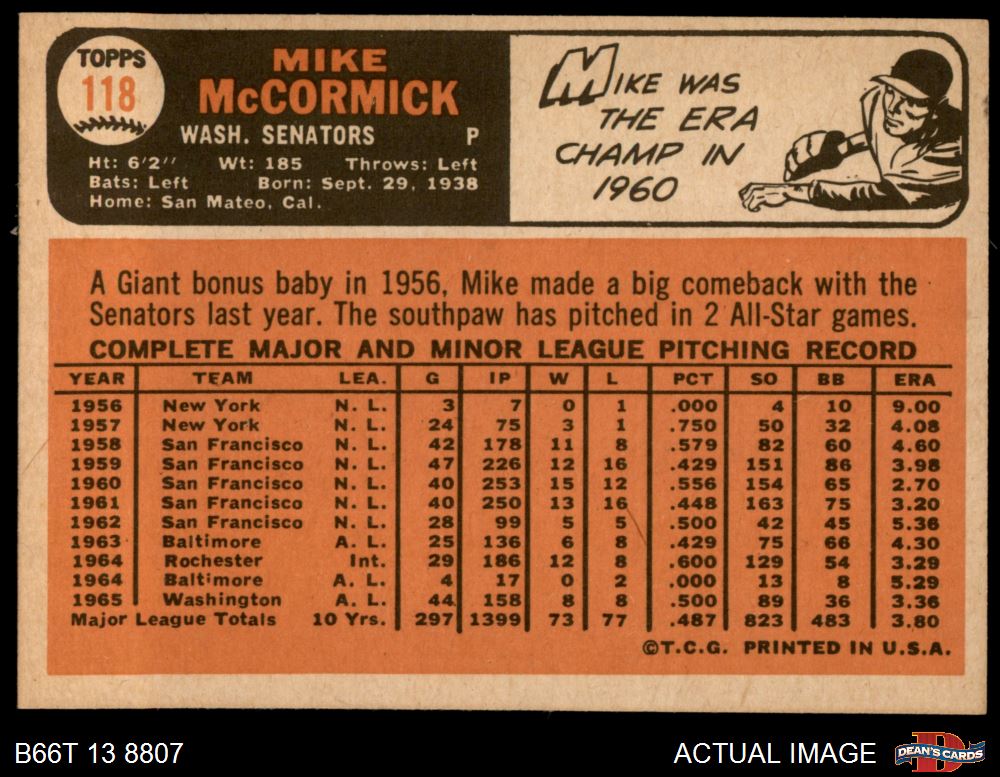 TOPPS
118
MIKE
McCORMICK
WASH. SENATORS P
Ht: 6'2" Wt: 185 Throws: Left
Bats: Left Born: Sept. 29, 1938
Home: San Mateo, Cal.
MIKE WAS
THE ERA
CHAMP IN
1960
A Giant bonus baby in 1956, Mike made a big comeback with the
Senators last year. The southpaw has pitched in 2 All-Star games.
COMPLETE MAJOR AND MINOR LEAGUE PITCHING RECORD
YEAR TEAM LEA. G IP W L PCT SO BB ERA
1956 New York N. L. 3 7 0 1 .000 4 10 9.00
1957 New York N. L. 24 75 3 1 .750 50 32 4.08
1958 San Francisco N. L. 42 178 11 8 .579 82 60 4.60
1959 San Francisco N. L. 47 226 12 16 .429 151 86 3.98
1960 San Francisco N. L. 40 253 15 12 .556 154 65 2.70
1961 San Francisco N. L. 40 250 13 16 .448 163 75 3.20
1962 San Francisco N. L. 28 99 5 5 .500 42 45 5.36
1963 Baltimore A. L. 25 136 6 8 .429 75 66 4.30
1964 Rochester Int. 29 186 12 8 .600 129 54 3.29
1964 Baltimore A. L. 4 17 0 2 .000 13 8 5.29
1965 Washington A. L. 44 158 8 8 .500 89 36 3.36
Major League Totals 10 Yrs. 297 1399 73 77 .487 823 483 3.80
©T.C.G. PRINTED IN U.S.A.
B66T 13 8807 ACTUAL IMAGE DEAN'S CARDS